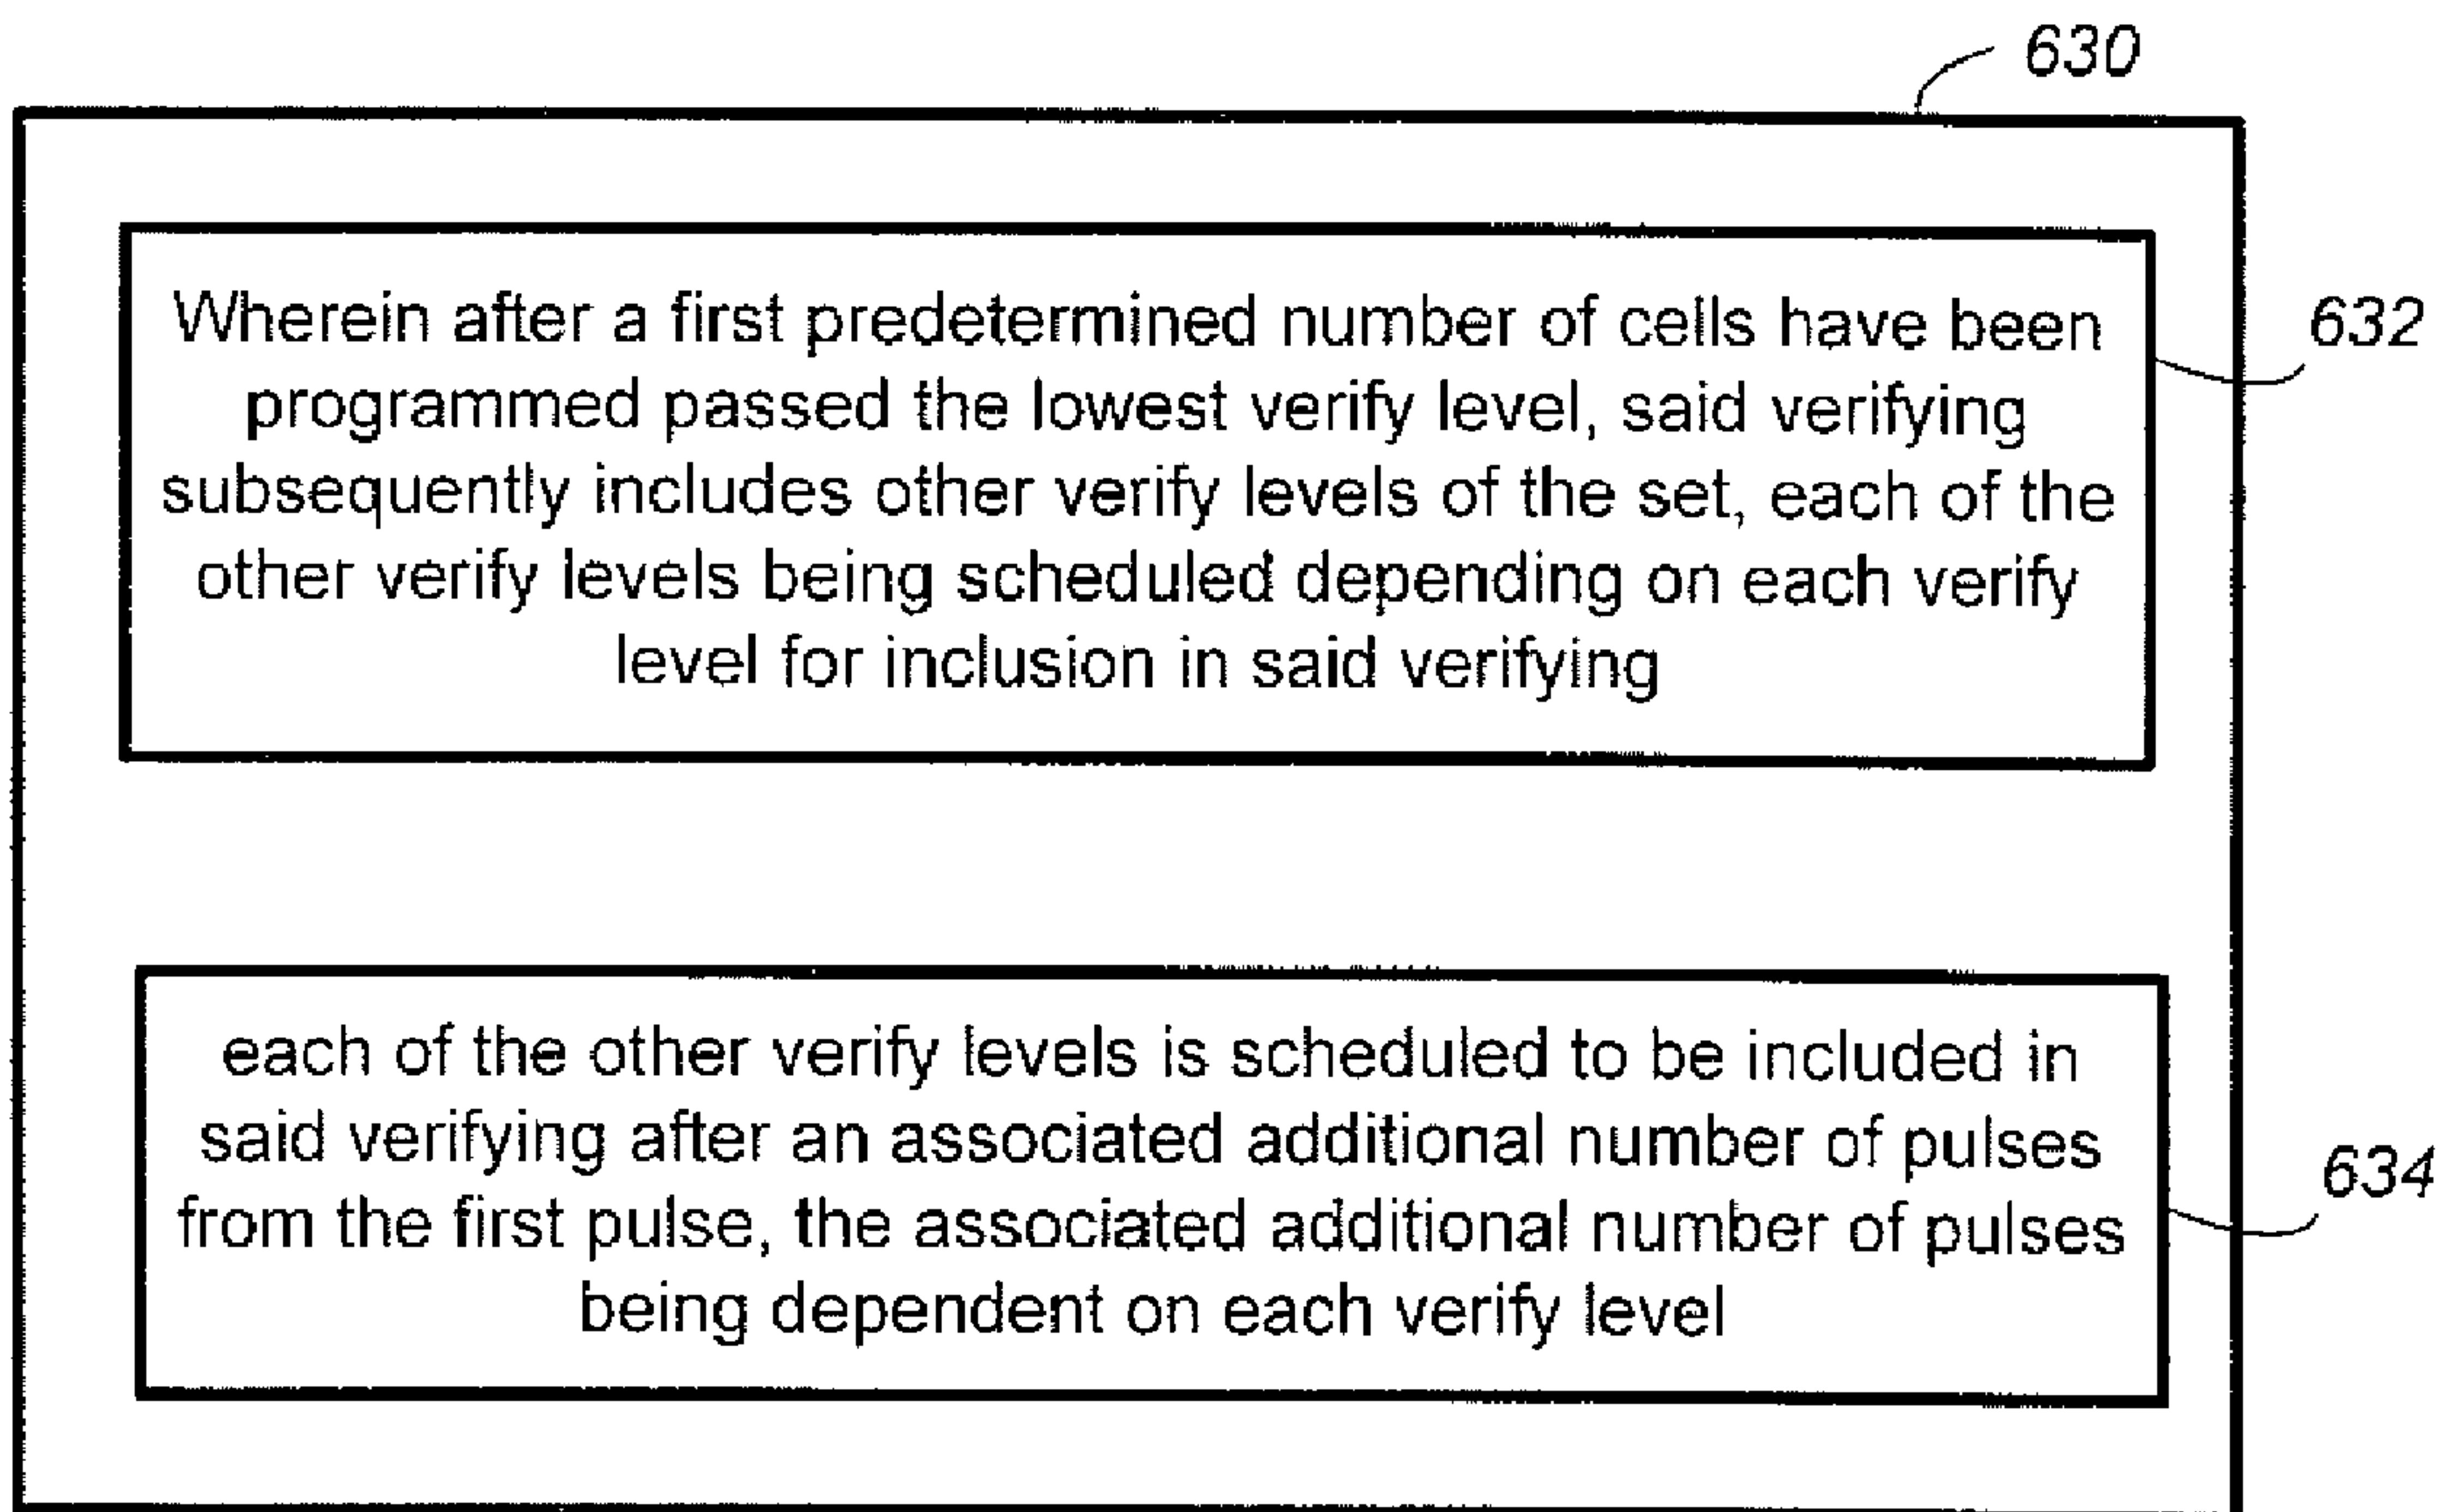 630
Wherein after a first predetermined number of cells have been
programmed passed the lowest verify level, said verifying
subsequently includes other verify levels of the set, each of the
other verify levels being scheduled depending on each verify
level for inclusion in said verifying
632
each of the other verify levels is scheduled to be included in
said verifying after an associated additional number of pulses
from the first pulse, the associated additional number of pulses
being dependent on each verify level
634